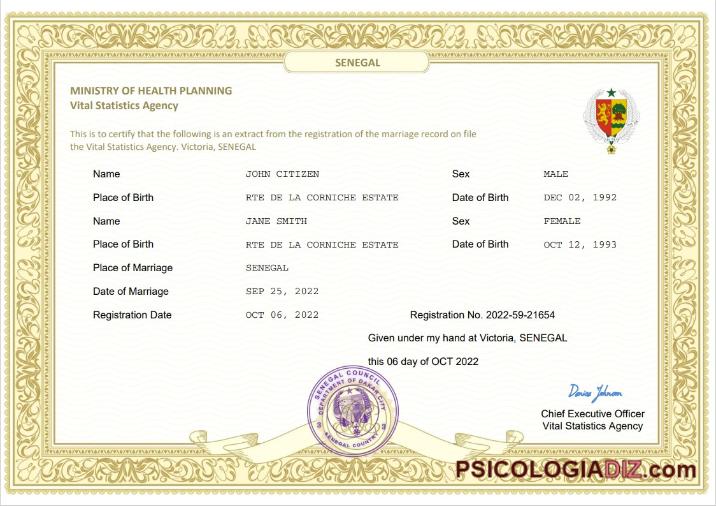 SENEGAL
MINISTRY OF HEALTH PLANNING
Vital Statistics Agency
This is to certify that the following is an extract from the registration of the marriage record on file
the Vital Statistics Agency. Victoria, SENEGAL
Name JOHN CITIZEN Sex MALE
Place of Birth RTE DE LA CORNICHE ESTATE Date of Birth DEC 02, 1992
Name JANE SMITH Sex FEMALE
Place of Birth RTE DE LA CORNICHE ESTATE Date of Birth OCT 12, 1993
Place of Marriage SENEGAL
Date of Marriage SEP 25, 2022
Registration Date OCT 06, 2022 Registration No. 2022-59-21654
Given under my hand at Victoria, SENEGAL
this 06 day of OCT 2022
SENEGAL COUNCIL
DEPARTMENT OF DAKAR CITY
SENEGAL COUNTRY
Denise Johnson
Chief Executive Officer
Vital Statistics Agency
PSICOLOGIADIZ.com